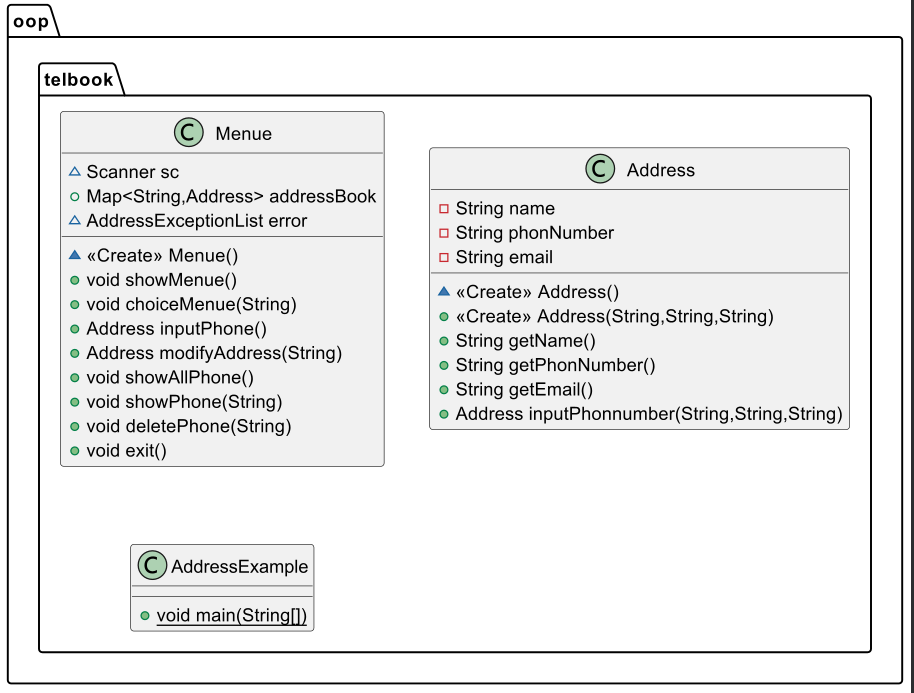 oop
telbook
C Menue
Scanner sc
Map<String,Address> addressBook
AddressExceptionList error
«Create» Menue()
void showMenue()
void choiceMenue(String)
Address inputPhone()
Address modifyAddress(String)
void showAllPhone()
void showPhone(String)
void deletePhone(String)
void exit()
C Address
String name
String phonNumber
String email
«Create» Address()
«Create» Address(String,String,String)
String getName()
String getPhonNumber()
String getEmail()
Address inputPhonnumber(String,String,String)
C AddressExample
void main(String[])